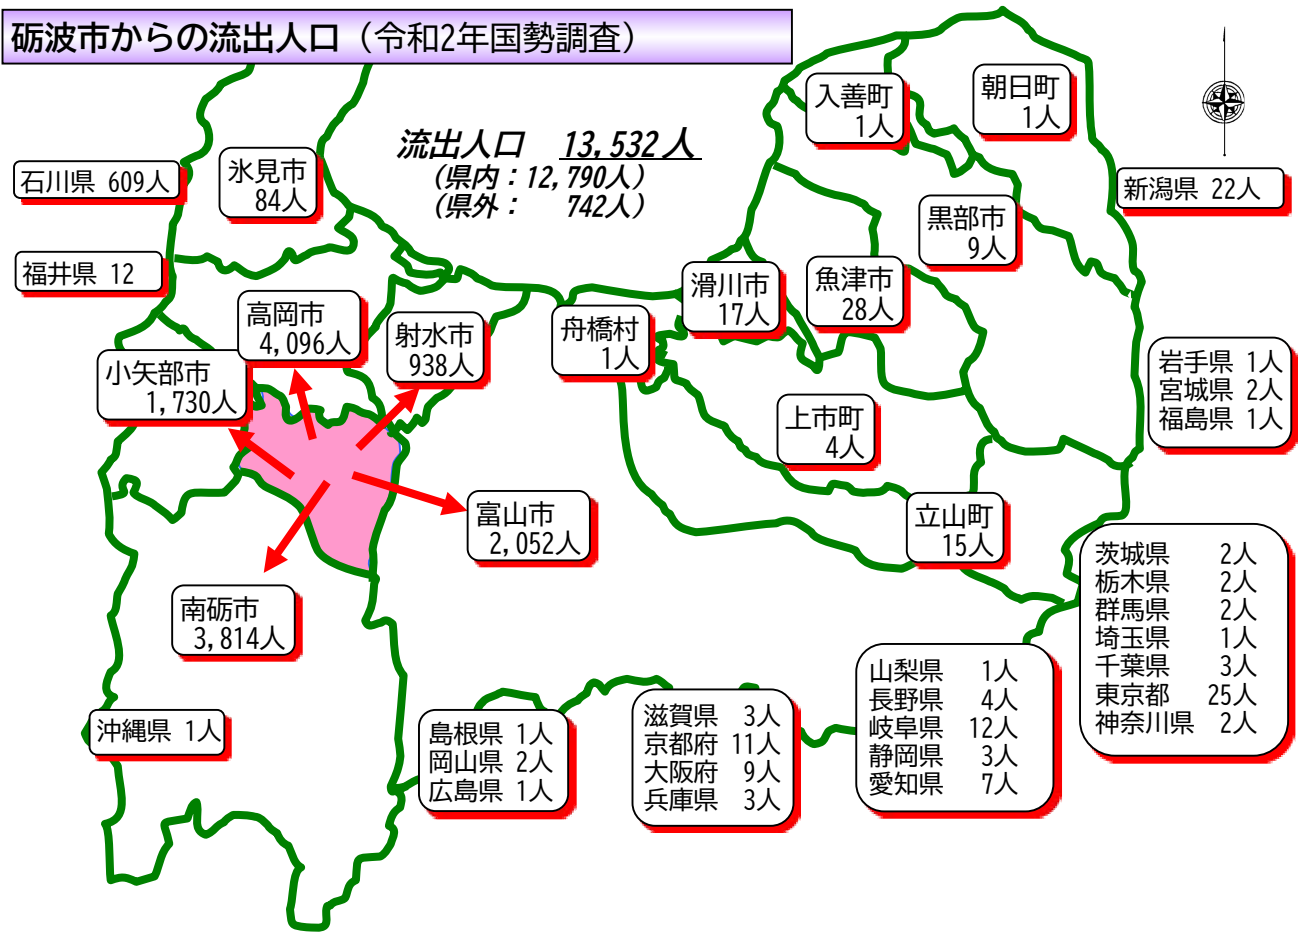 砺波市からの流出人口（令和2年国勢調査）
流出人口　13,532人
（県内：12,790人）
（県外：　742人）
石川県 609人
福井県 12
氷見市
84人
高岡市
4,096人
小矢部市
1,730人
射水市
938人
富山市
2,052人
南砺市
3,814人
舟橋村
1人
滑川市
17人
魚津市
28人
黒部市
9人
入善町
1人
朝日町
1人
上市町
4人
立山町
15人
新潟県 22人
岩手県 1人
宮城県 2人
福島県 1人
茨城県 2人
栃木県 2人
群馬県 2人
埼玉県 1人
千葉県 3人
東京都 25人
神奈川県 2人
山梨県 1人
長野県 4人
岐阜県 12人
静岡県 3人
愛知県 7人
滋賀県 3人
京都府 11人
大阪府 9人
兵庫県 3人
島根県 1人
岡山県 2人
広島県 1人
沖縄県 1人